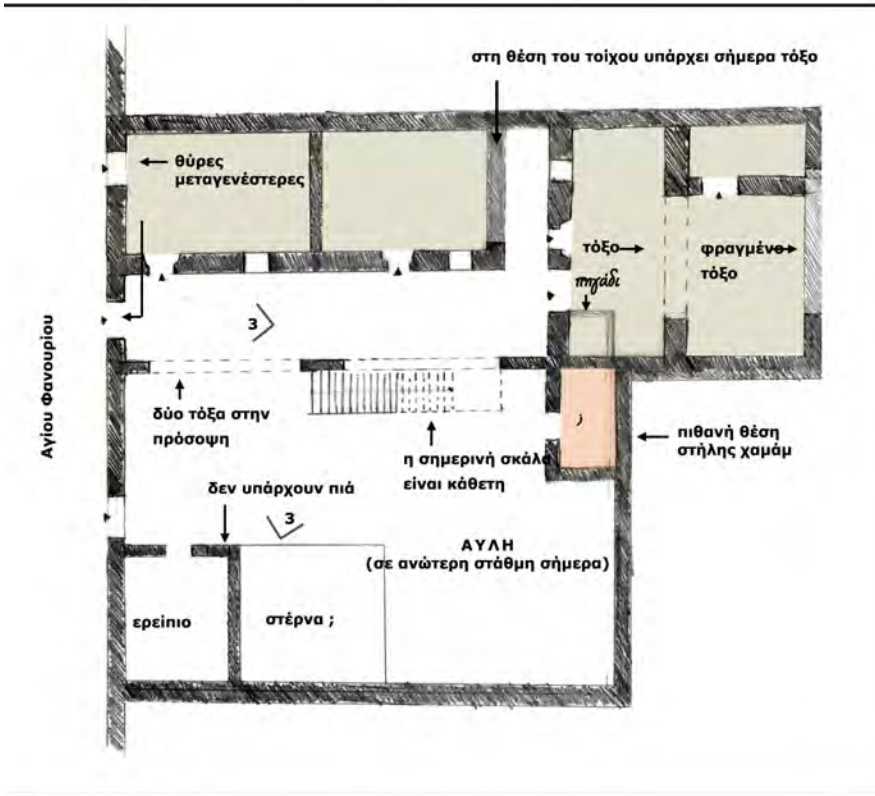 στη θέση του τοίχου υπάρχει σήμερα τόξο
θύρες
μεταγενέστερες
τόξο
φραγμένο
τόξο
πηγάδι
3
Αγίου Φανουρίου
δύο τόξα στην
πρόσοψη
η σημερινή σκάλα
είναι κάθετη
;
πιθανή θέση
στήλης χαμάμ
δεν υπάρχουν πιά
3
ΑΥΛΗ
(σε ανώτερη στάθμη σήμερα)
ερείπιο
στέρνα ;